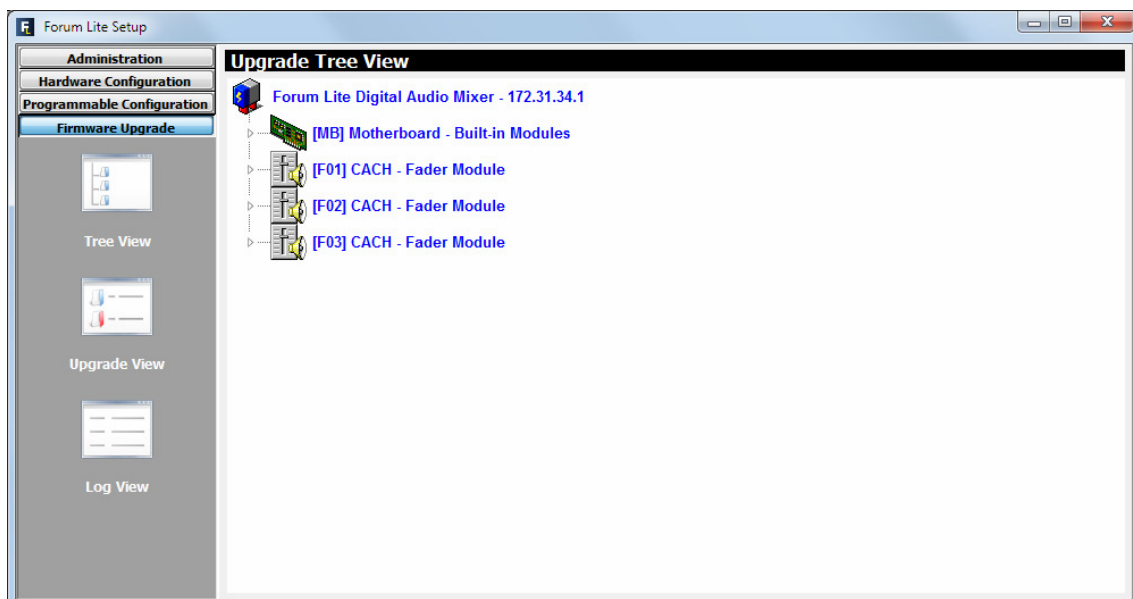 Forum Lite Setup
Administration
Hardware Configuration
Programmable Configuration
Firmware Upgrade
Tree View
Upgrade View
Log View
Upgrade Tree View
Forum Lite Digital Audio Mixer - 172.31.34.1
[MB] Motherboard - Built-in Modules
[F01] CACH - Fader Module
[F02] CACH - Fader Module
[F03] CACH - Fader Module